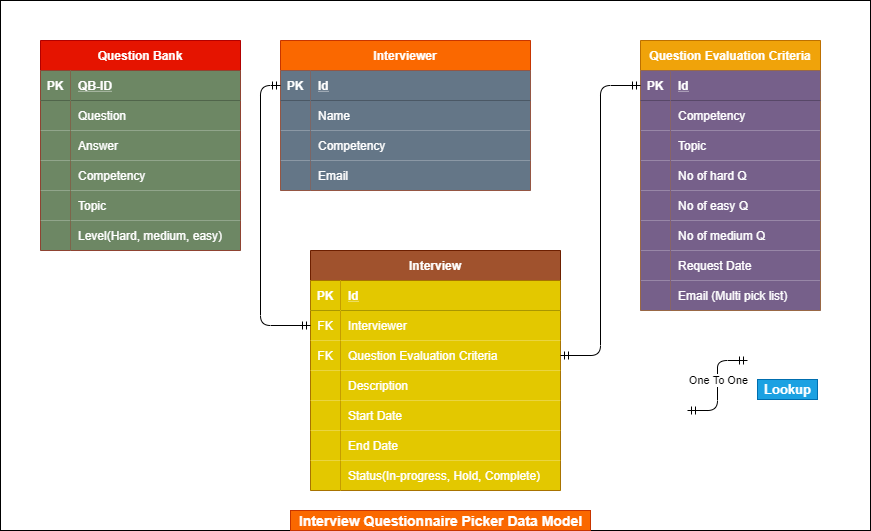 Question Bank
PK QB-ID
Question
Answer
Competency
Topic
Level(Hard, medium, easy)
Interviewer
PK Id
Name
Competency
Email
Question Evaluation Criteria
PK Id
Competency
Topic
No of hard Q
No of easy Q
No of medium Q
Request Date
Email (Multi pick list)
Interview
PK Id
FK Interviewer
FK Question Evaluation Criteria
Description
Start Date
End Date
Status(In-progress, Hold, Complete)
One To One
Lookup
Interview Questionnaire Picker Data Model